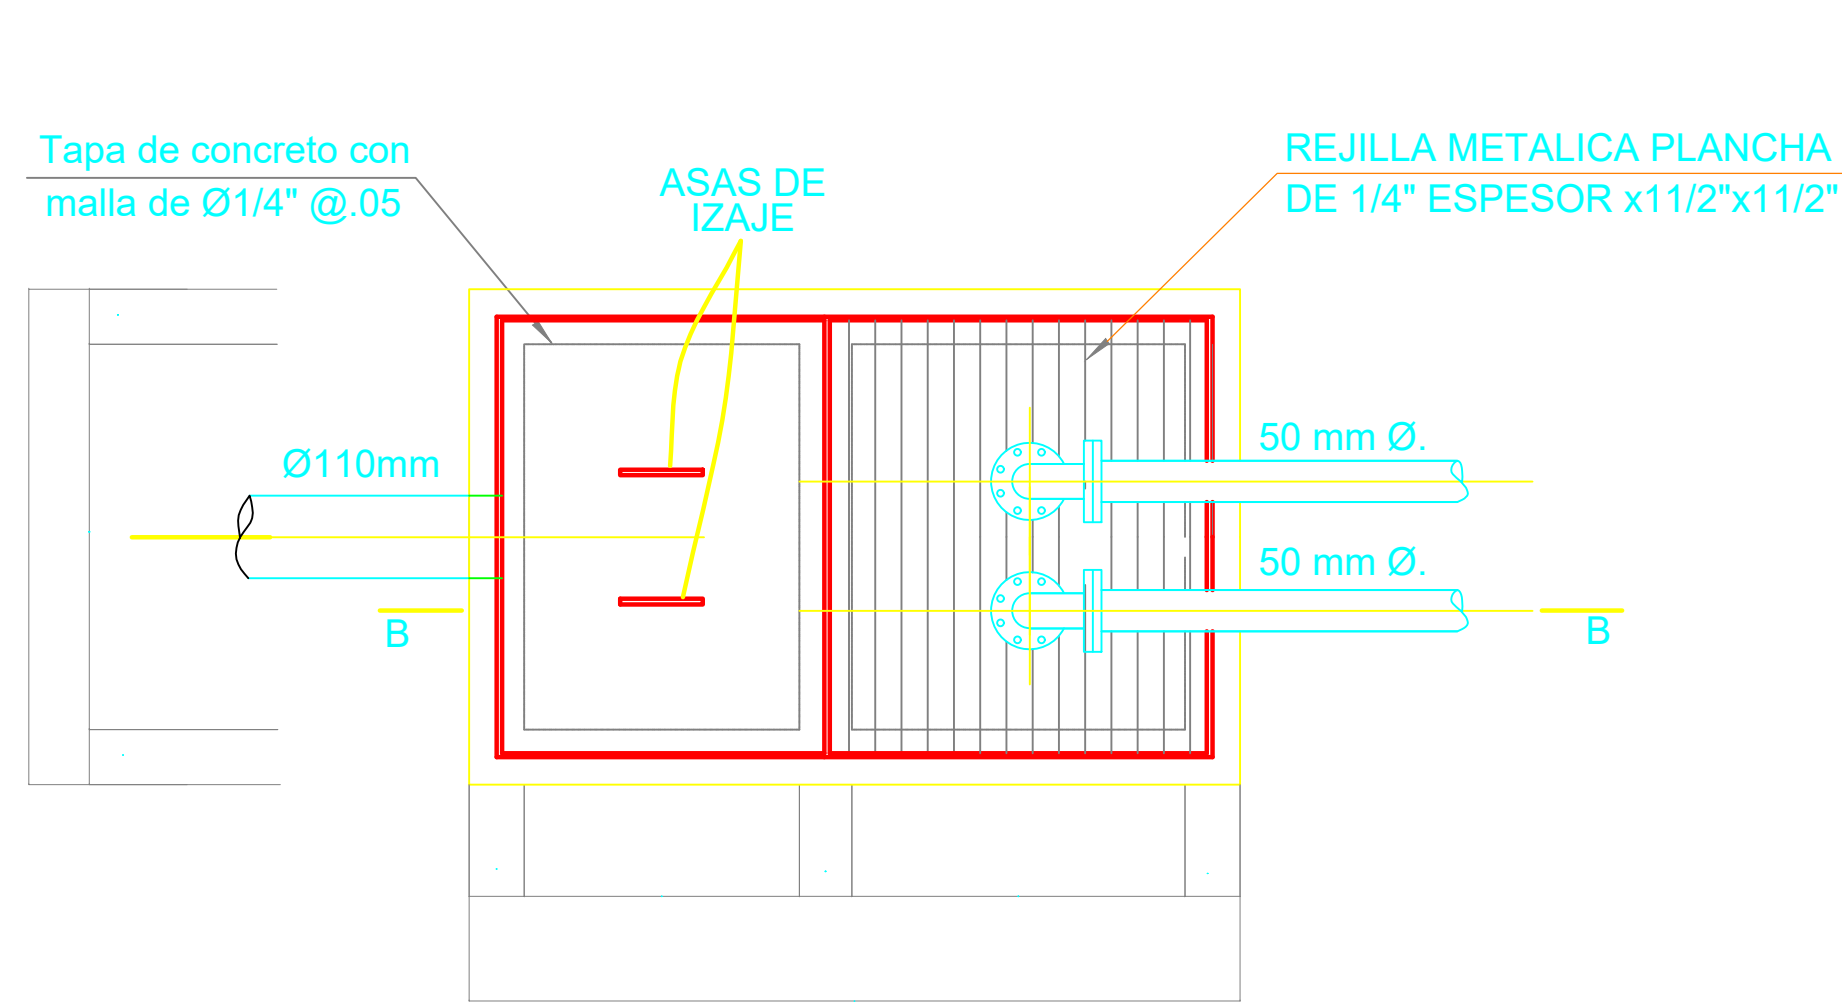 Tapa de concreto con
malla de Ø1/4" @.05
ASAS DE
IZAJE
REJILLA METALICA PLANCHA
DE 1/4" ESPESOR x11/2"x11/2"
Ø110mm
50 mm Ø.
50 mm Ø.
B
B